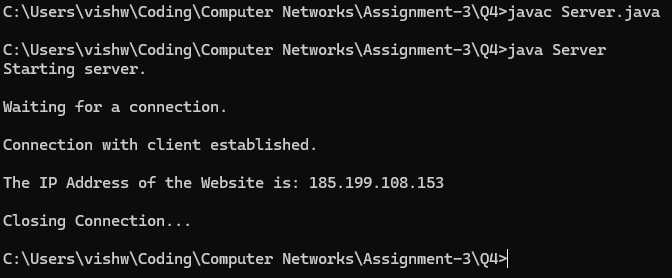 C:\Users\vishw\Coding\Computer Networks\Assignment-3\Q4>javac Server.java
C:\Users\vishw\Coding\Computer Networks\Assignment-3\Q4>java Server
Starting server.
Waiting for a connection.
Connection with client established.
The IP Address of the Website is: 185.199.108.153
Closing Connection...
C:\Users\vishw\Coding\Computer Networks\Assignment-3\Q4>